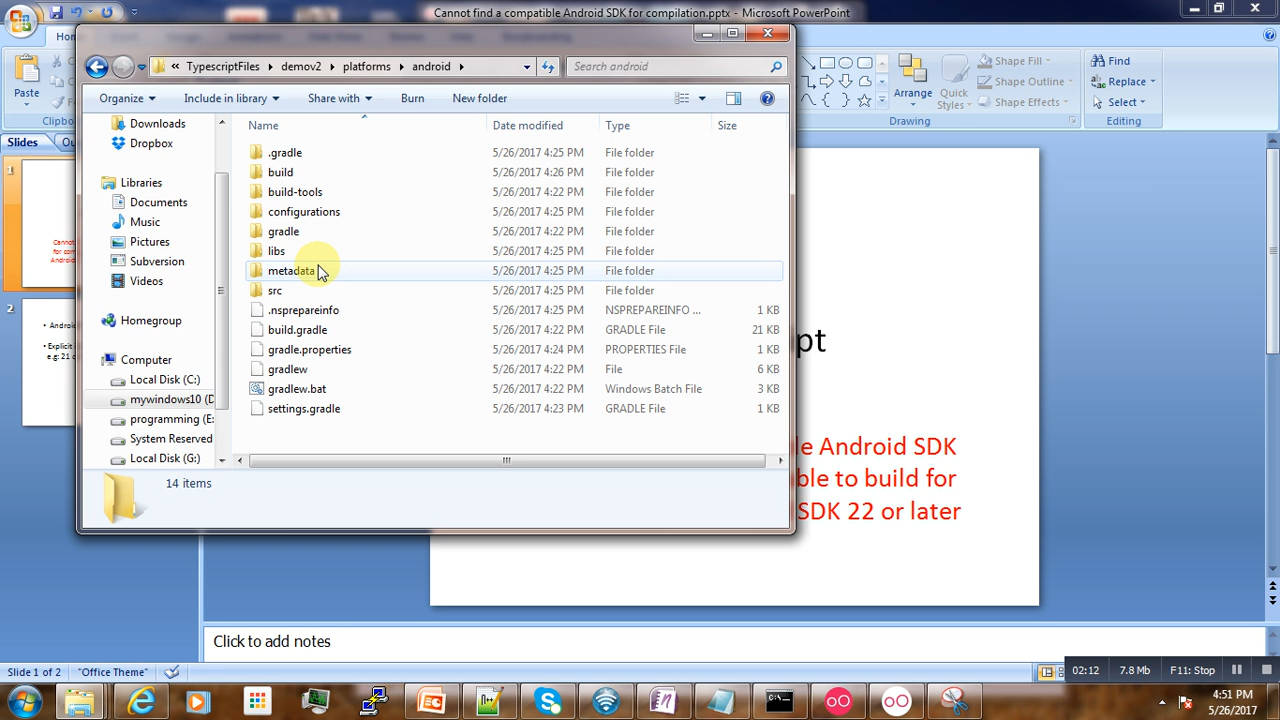 Cannot find a compatible Android SDK for compilation.pptx - Microsoft PowerPoint
TypescriptFiles demov2 platforms android Search android
Organize Include in library Share with Burn New folder
Name Date modified Type Size
Downloads
Dropbox
Libraries
Documents
Music
Pictures
Subversion
Videos
Homegroup
Computer
Local Disk (C:)
mywindows10 (D
programming (E:
System Reserved
Local Disk (G:)
.gradle 5/26/2017 4:25 PM File folder
build 5/26/2017 4:26 PM File folder
build-tools 5/26/2017 4:22 PM File folder
configurations 5/26/2017 4:25 PM File folder
gradle 5/26/2017 4:22 PM File folder
libs 5/26/2017 4:25 PM File folder
metadata 5/26/2017 4:25 PM File folder
src 5/26/2017 4:25 PM File folder
.nsprepareinfo 5/26/2017 4:25 PM NSPREPAREINFO ... 1 KB
build.gradle 5/26/2017 4:22 PM GRADLE File 21 KB
gradle.properties 5/26/2017 4:24 PM PROPERTIES File 1 KB
gradlew 5/26/2017 4:22 PM File 6 KB
gradlew.bat 5/26/2017 4:22 PM Windows Batch File 3 KB
settings.gradle 5/26/2017 4:23 PM GRADLE File 1 KB
14 items
Paste
Clipbo
Arrange
Quick
Styles
Shape Fill
Shape Outline
Shape Effects
Drawing
Find
Replace
Select
Editing
Slides
1
2
pt
le Android SDK
ble to build for
SDK 22 or later
Click to add notes
Slide 1 of 2 "Office Theme"
02:12 7.8 Mb F11: Stop
4:51 PM
5/26/2017